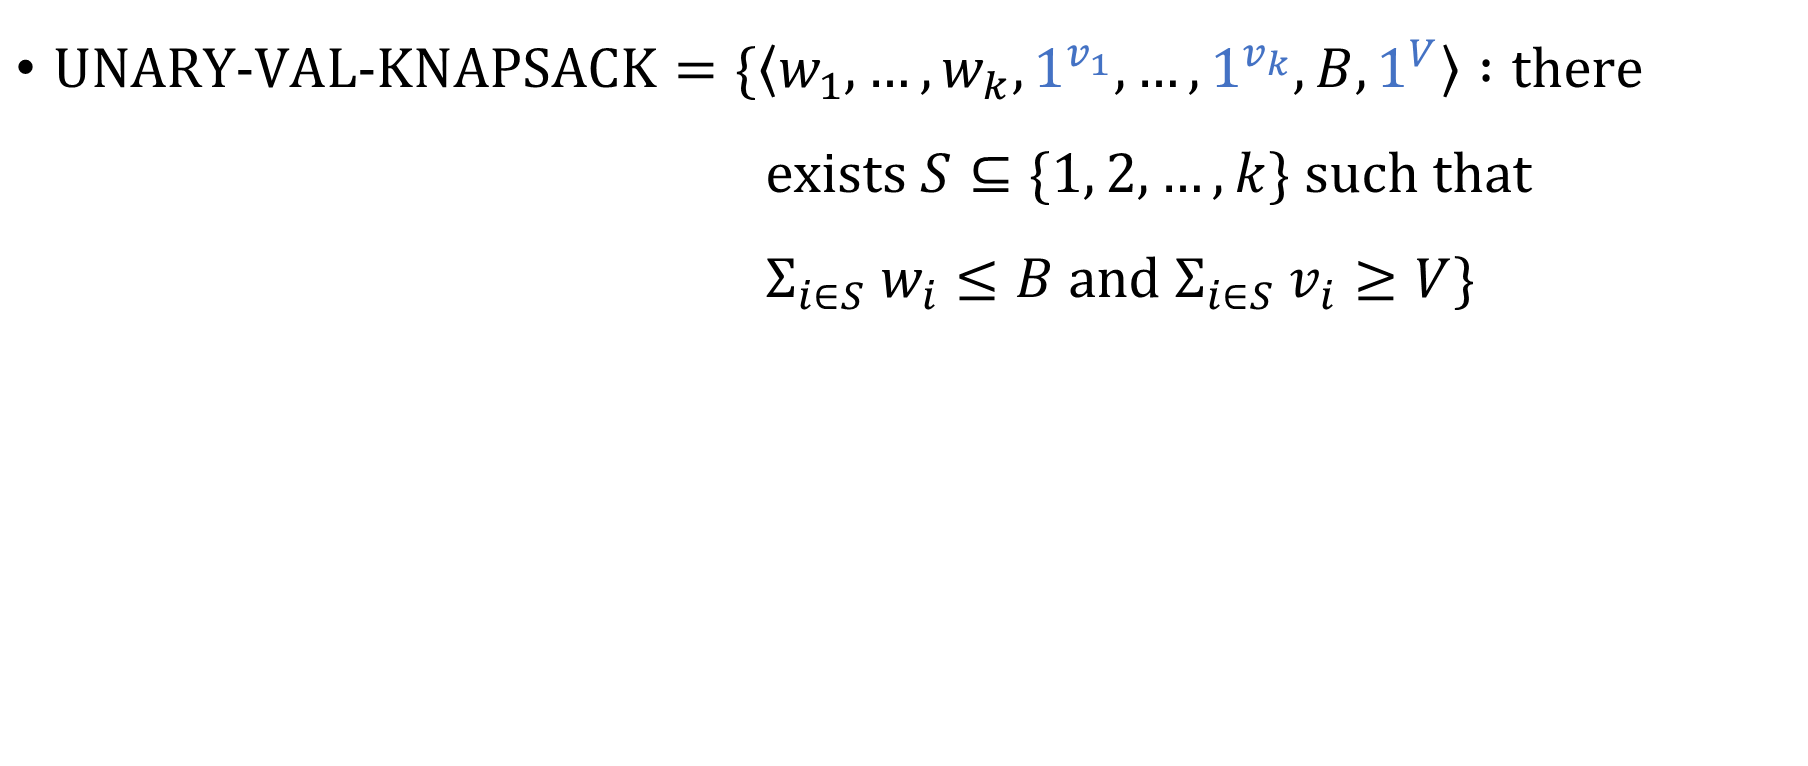 • UNARY-VAL-KNAPSACK = {⟨w₁, … , wₖ, 1^{v₁}, … , 1^{vₖ}, B, 1^V⟩ : there
exists S ⊆ {1, 2, … , k} such that
Σ_{i∈S} wᵢ ≤ B and Σ_{i∈S} vᵢ ≥ V}